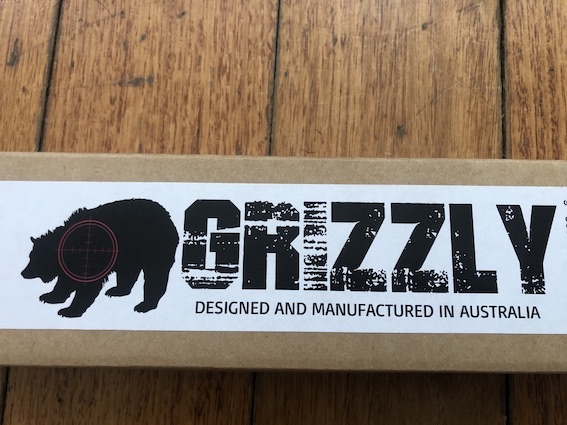 GRIZZLY
DESIGNED AND MANUFACTURED IN AUSTRALIA